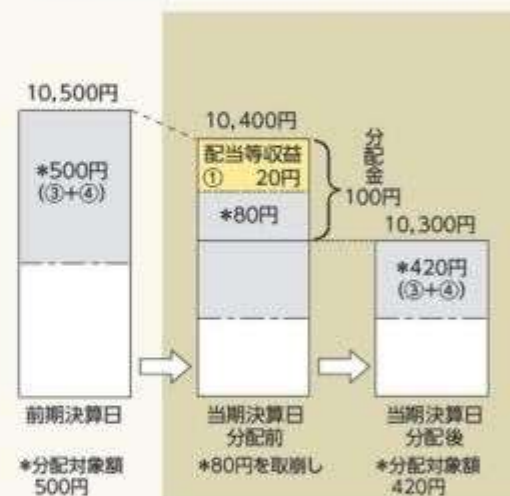 10,500円
*500円
(③+④)
前期決算日
*分配対象額
500円
10,400円
配当等収益
① 20円
*80円
分配金
100円
当期決算日
分配前
*80円を取崩し
10,300円
*420円
(③+④)
当期決算日
分配後
*分配対象額
420円